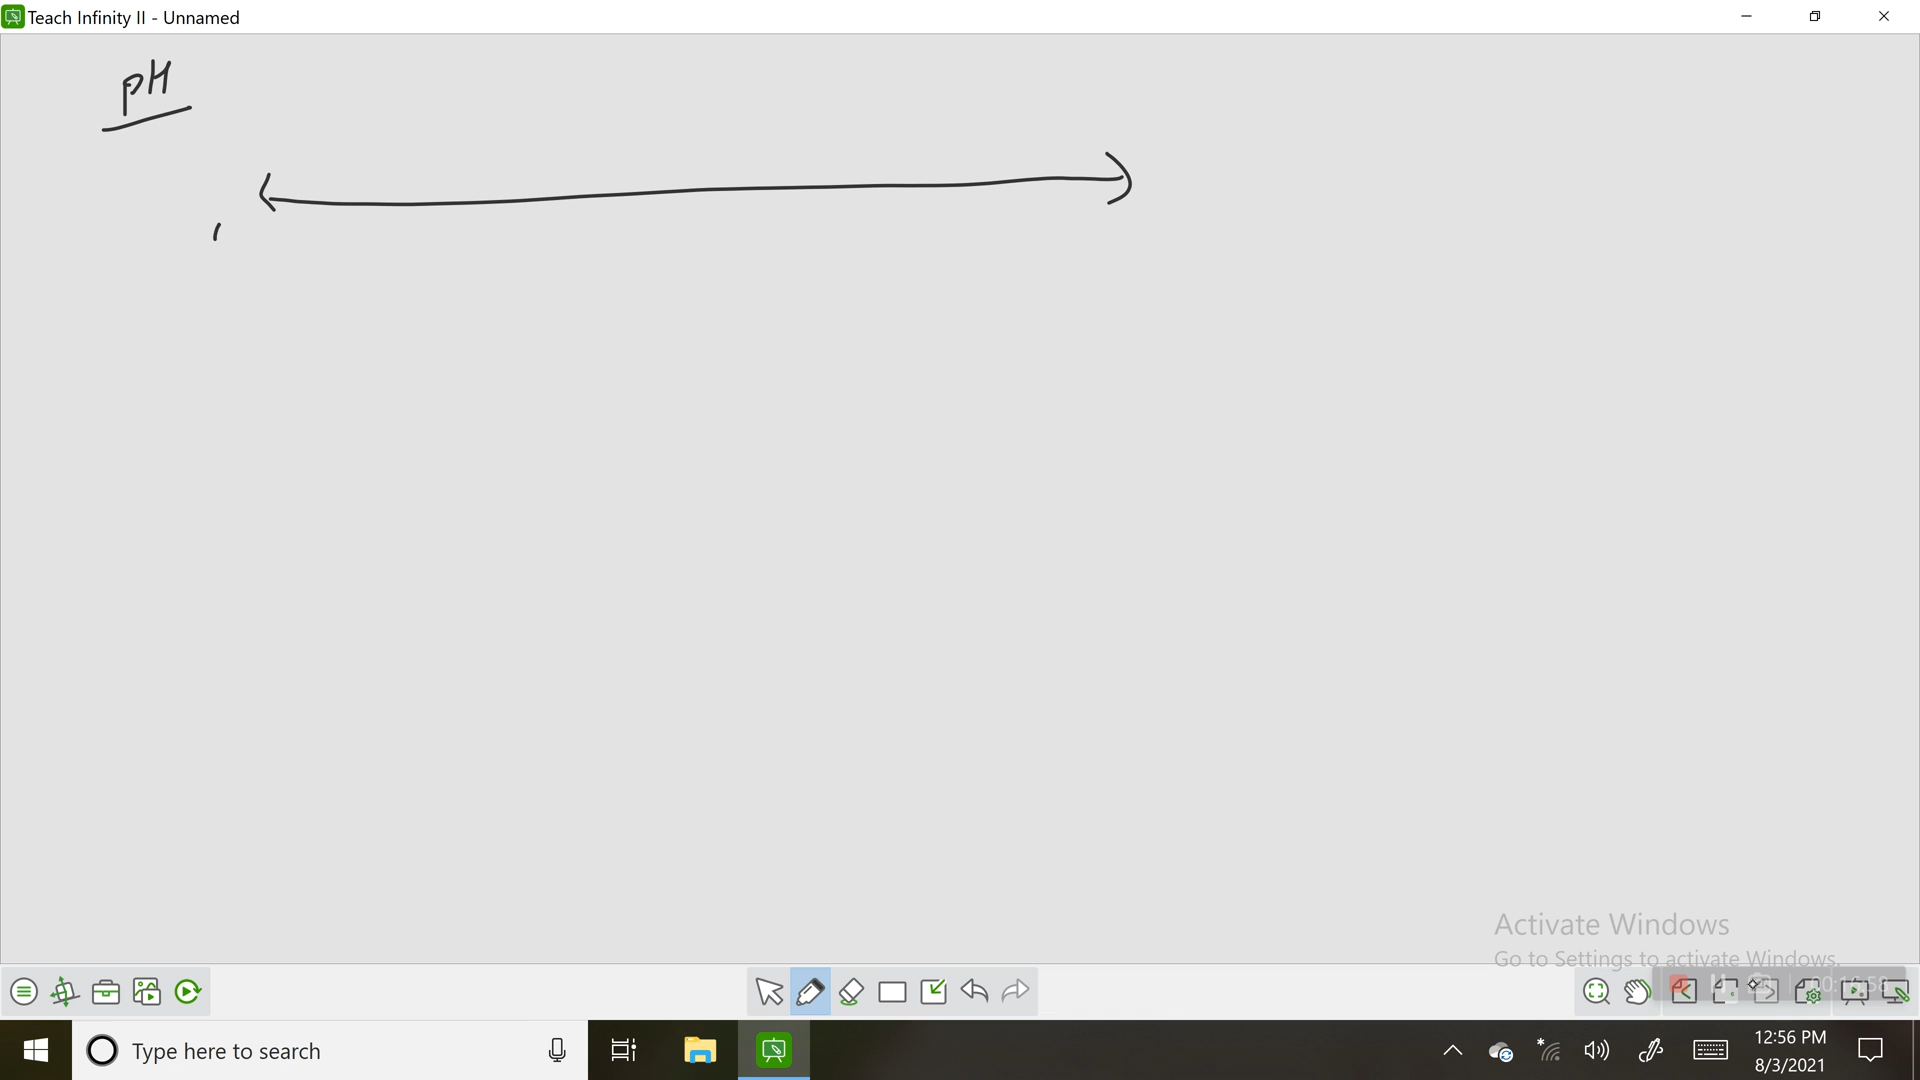 Teach Infinity II - Unnamed
pH
Activate Windows
Go to Settings to activate Windows.
Type here to search
12:56 PM
8/3/2021